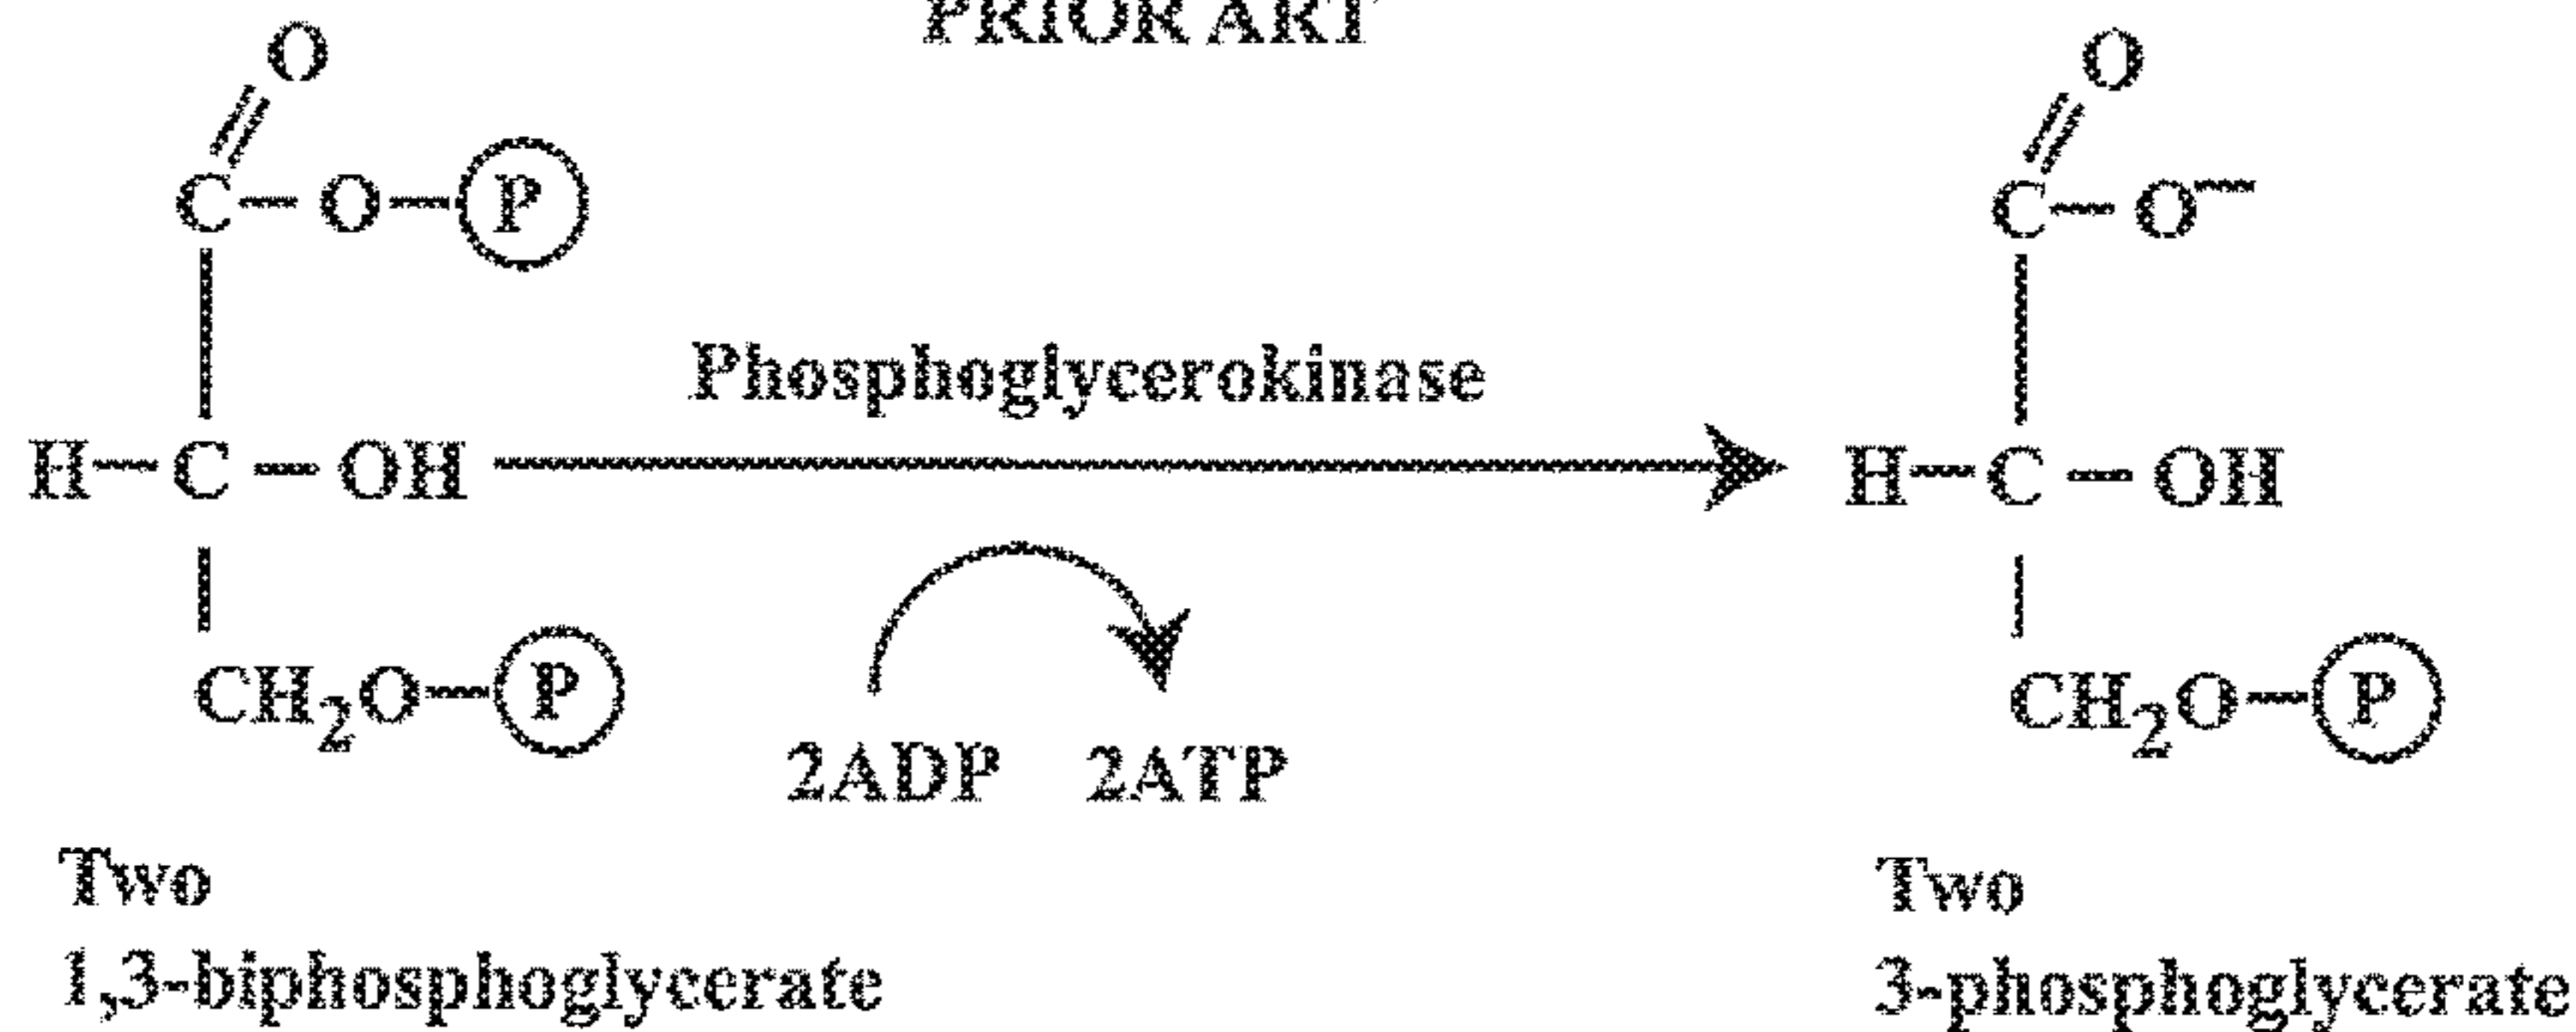 PRIOR ART
O
O
C–O–P
C–O⁻
Phosphoglycerokinase
H–C–OH
H–C–OH
CH₂O–P
CH₂O–P
2ADP 2ATP
Two
Two
1,3-biphosphoglycerate
3-phosphoglycerate